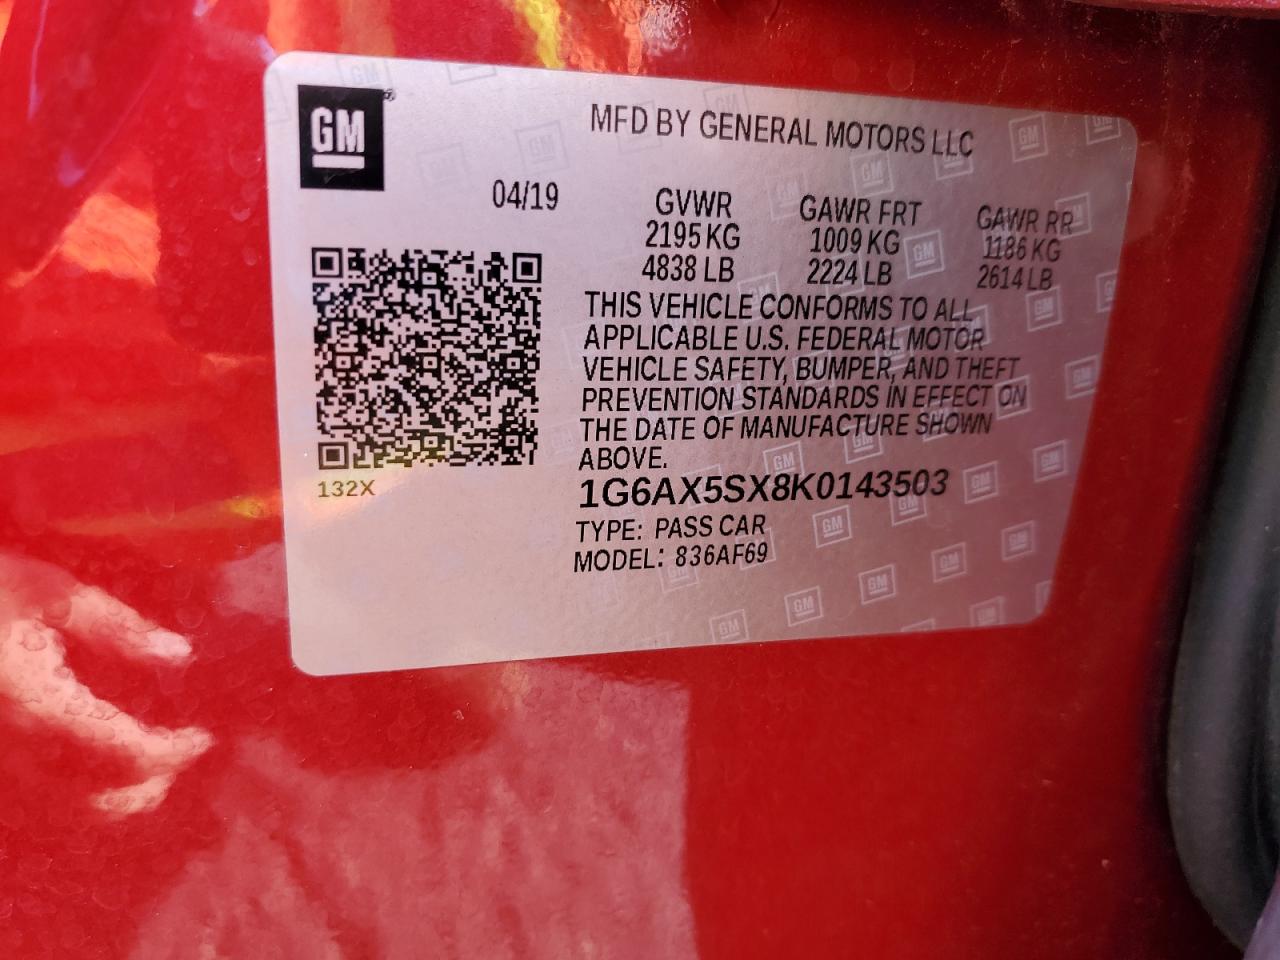 GM
MFD BY GENERAL MOTORS LLC
04/19
GVWR GAWR FRT GAWR RR
2195 KG 1009 KG 1186 KG
4838 LB 2224 LB 2614 LB
THIS VEHICLE CONFORMS TO ALL
APPLICABLE U.S. FEDERAL MOTOR
VEHICLE SAFETY, BUMPER, AND THEFT
PREVENTION STANDARDS IN EFFECT ON
THE DATE OF MANUFACTURE SHOWN
ABOVE.
132X
1G6AX5SX8K0143503
TYPE: PASS CAR
MODEL: 836AF69